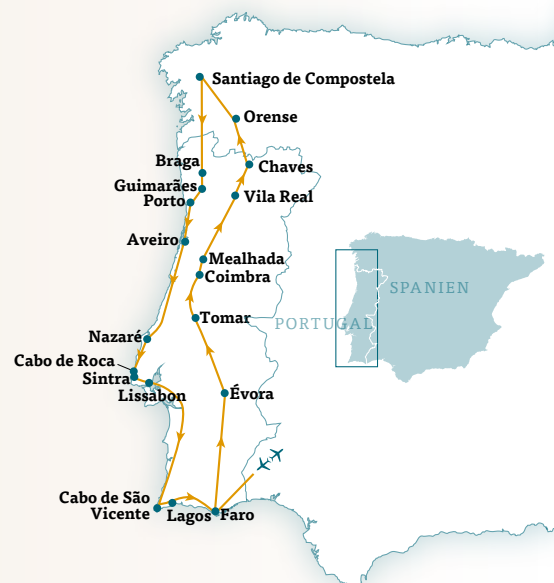 Santiago de Compostela
Orense
Braga
Chaves
Guimarães
Vila Real
Porto
Aveiro
Mealhada
Coimbra
SPANIEN
Tomar
PORTUGAL
Nazaré
Cabo de Roca
Sintra
Lissabon
Évora
Cabo de São
Vicente
Lagos
Faro